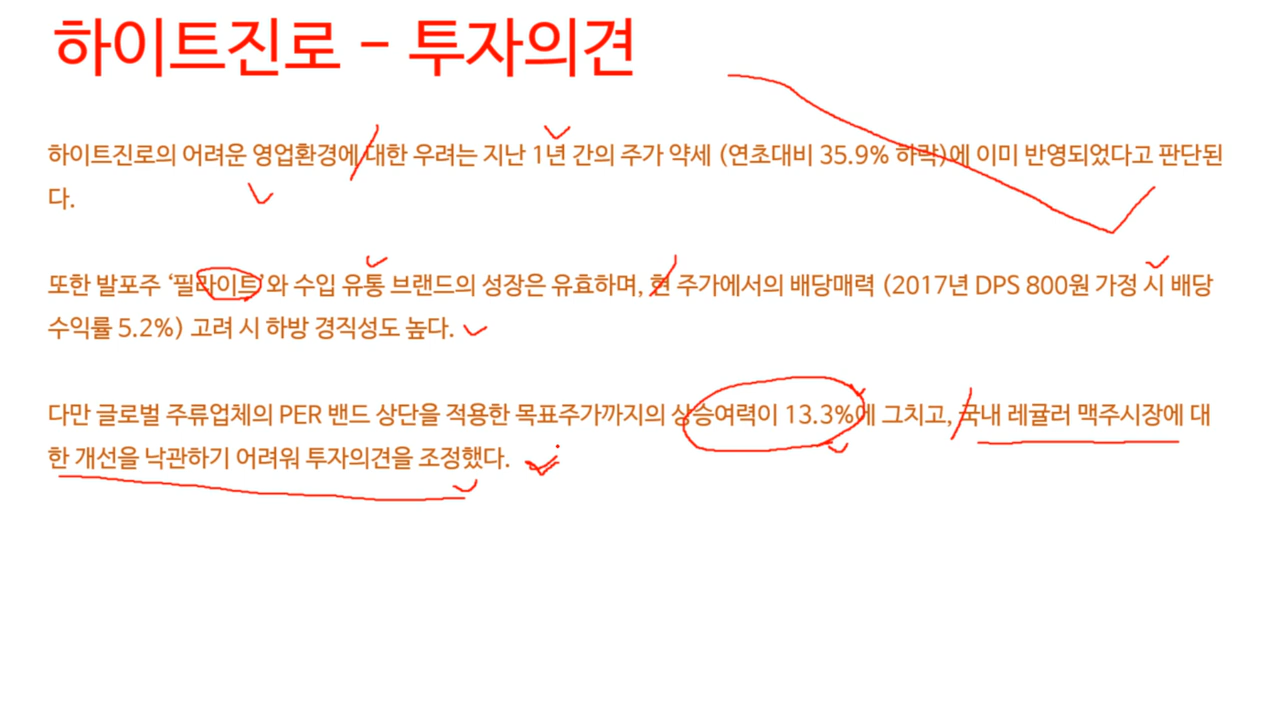 하이트진로 - 투자의견
하이트진로의 어려운 영업환경에 대한 우려는 지난 1년 간의 주가 약세 (연초대비 35.9% 하락)에 이미 반영되었다고 판단된
다.
또한 발포주 ‘필라이트’와 수입 유통 브랜드의 성장은 유효하며, 현 주가에서의 배당매력 (2017년 DPS 800원 가정 시 배당
수익률 5.2%) 고려 시 하방 경직성도 높다.
다만 글로벌 주류업체의 PER 밴드 상단을 적용한 목표주가까지의 상승여력이 13.3%에 그치고, 국내 레귤러 맥주시장에 대
한 개선을 낙관하기 어려워 투자의견을 조정했다.